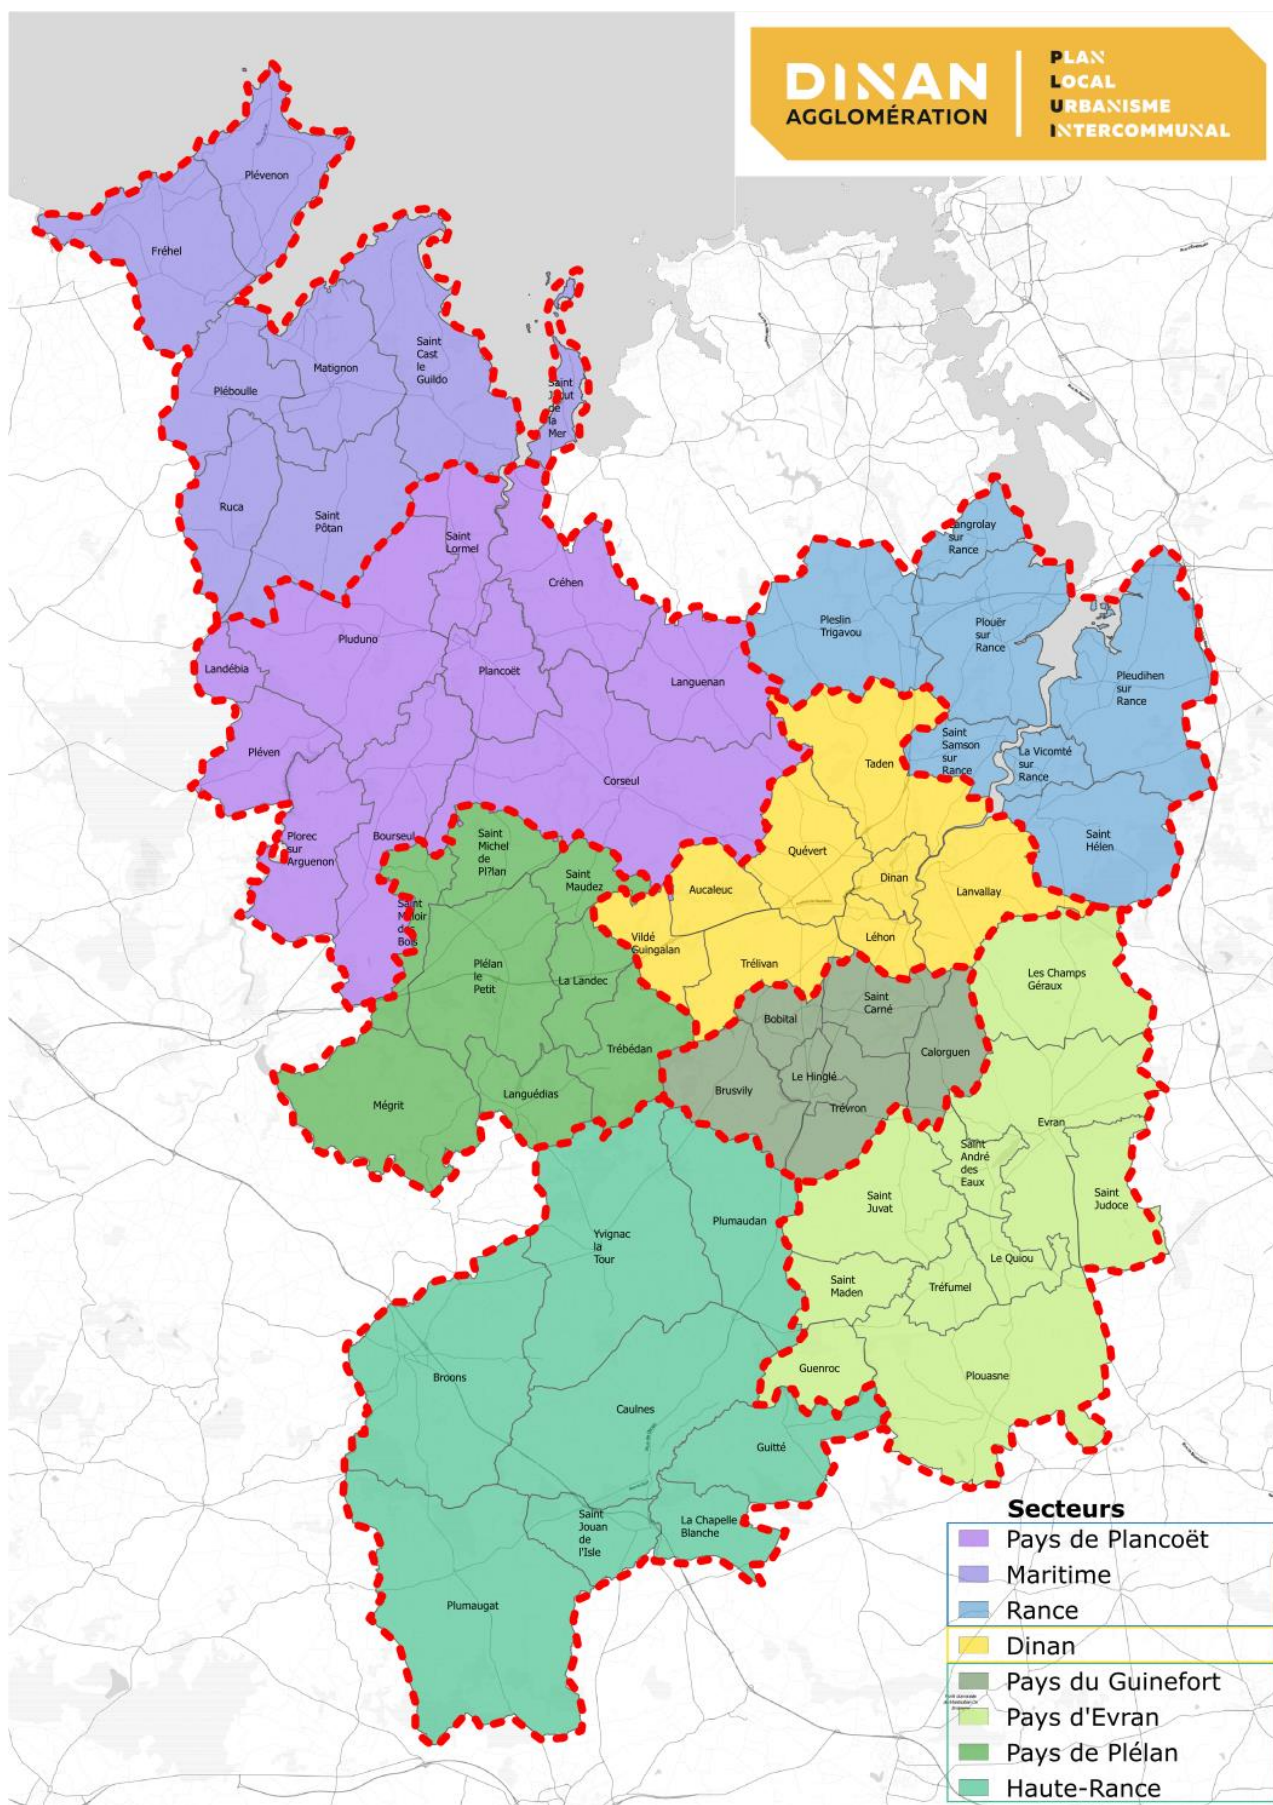 DINAN
AGGLOMÉRATION
PLAN
LOCAL
URBANISME
INTERCOMMUNAL
Plévenon
Fréhel
Saint
Cast
le
Guildo
Matignon
Pléboulle
Saint
Jacut
de
la
Mer
Ruca
Saint
Pôtan
Saint
Lormel
Créhen
Langrolay
sur
Rance
Pleslin
Trigavou
Plouër
sur
Rance
Pluduno
Landébia
Plancoët
Languenan
Pleudihen
sur
Rance
Pléven
Saint
Samson
sur
Rance
La Vicomté
sur
Rance
Taden
Corseul
Plorec
sur
Arguenon
Bourseul
Saint
Michel
de
Pl?lan
Saint
Maudez
Quévert
Dinan
Saint
Hélen
Aucaleuc
Lanvallay
Saint
Méloir
des
Bois
Vildé
Guingalan
Léhon
Trélivan
Plélan
le
Petit
La Landec
Les Champs
Géraux
Saint
Carné
Bobital
Trébédan
Calorguen
Le Hinglé
Brusvily
Languédias
Mégrit
Trévron
Evran
Saint
André
des
Eaux
Saint
Juvat
Saint
Judoce
Yvignac
la
Tour
Plumaudan
Le Quiou
Saint
Maden
Tréfumel
Broons
Guenroc
Plouasne
Caulnes
Guitté
Saint
Jouan
de
l'Isle
La Chapelle
Blanche
Plumaugat
Secteurs
Pays de Plancoët
Maritime
Rance
Dinan
Pays du Guinefort
Pays d'Evran
Pays de Plélan
Haute-Rance